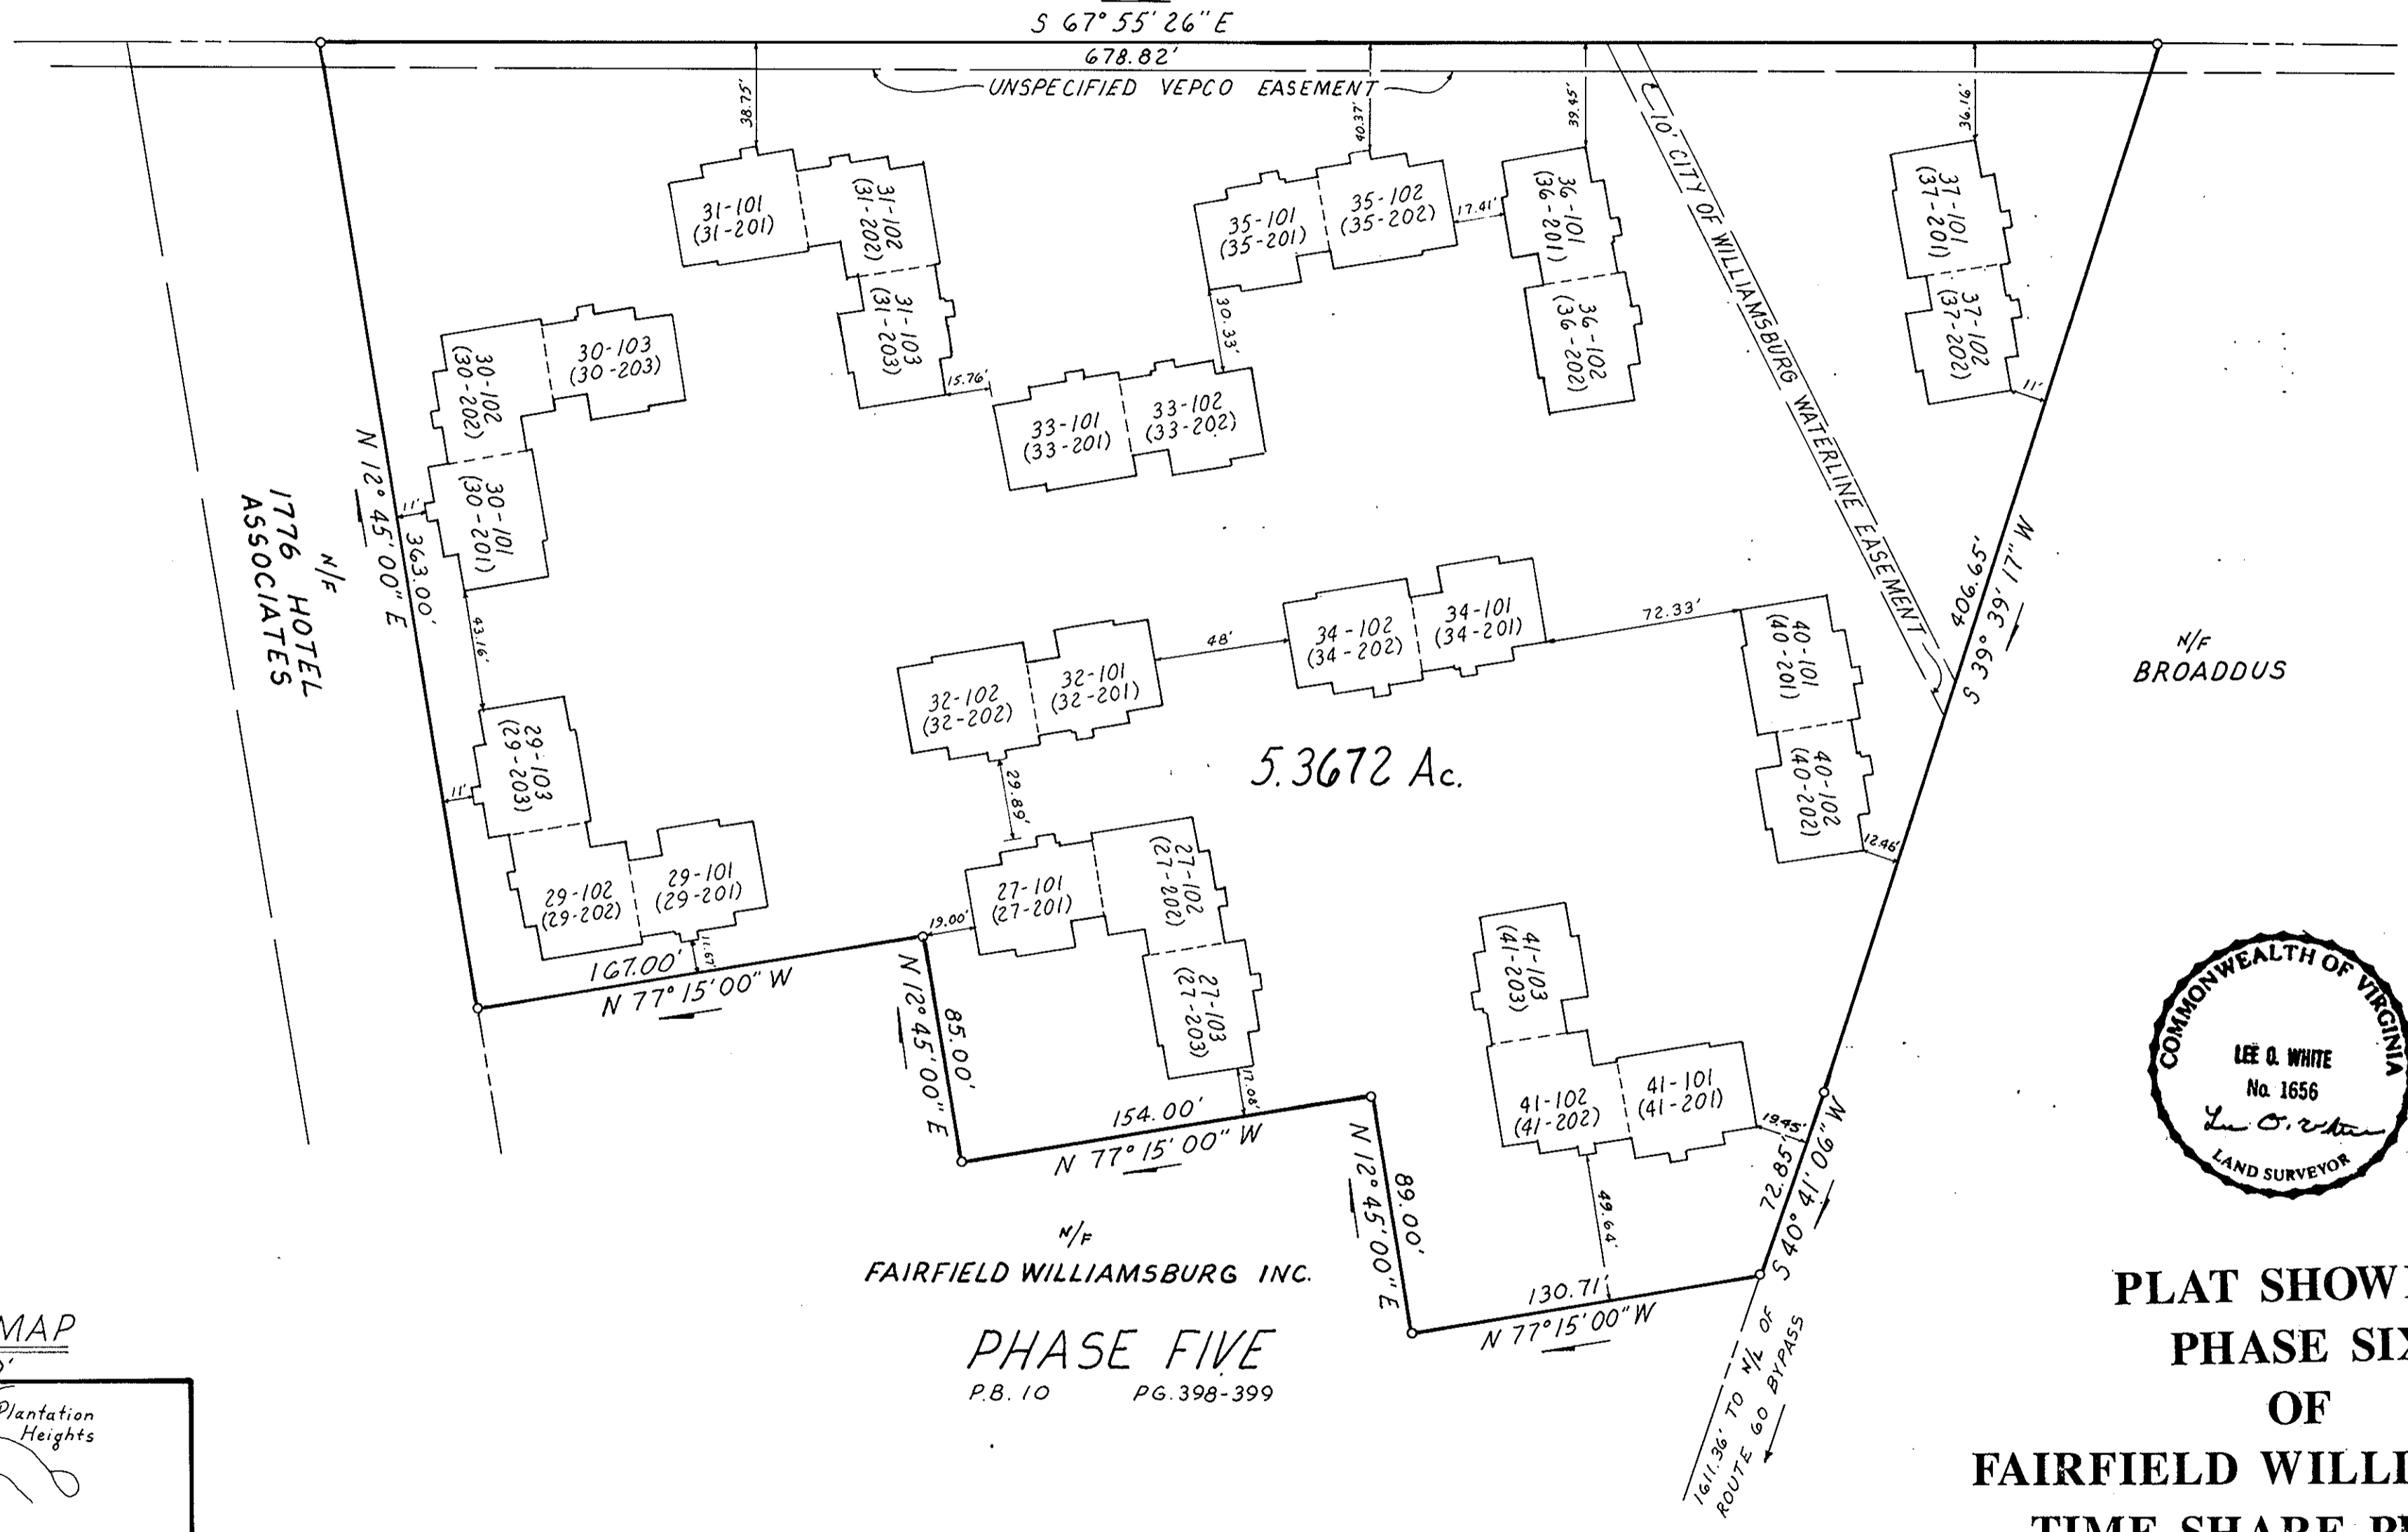 S 67° 55' 26" E
678.82'
UNSPECIFIED VEPCO EASEMENT
38.75'
40.37'
39.45'
36.16'
10' CITY OF WILLIAMSBURG WATERLINE EASEMENT
31-101
(31-201)
31-102
(31-202)
31-103
(31-203)
35-101
(35-201)
35-102
(35-202)
17.41'
36-101
(36-201)
36-102
(36-202)
37-101
(37-201)
37-102
(37-202)
11'
30.33'
30-103
(30-203)
30-102
(30-202)
30-101
(30-201)
15.76'
33-101
(33-201)
33-102
(33-202)
N 12° 45' 00" E
363.00'
11'
N/F
1776 HOTEL
ASSOCIATES
43.16'
406.65'
S 39° 39' 17" W
N/F
BROADDUS
32-102
(32-202)
32-101
(32-201)
48'
34-102
(34-202)
34-101
(34-201)
72.33'
40-101
(40-201)
40-102
(40-202)
12.46'
5.3672 Ac.
29.89'
29-103
(29-203)
11'
29-102
(29-202)
29-101
(29-201)
11.67'
167.00'
N 77° 15' 00" W
19.00'
27-101
(27-201)
27-102
(27-202)
27-103
(27-203)
17.08'
N 12° 45' 00" E
85.00'
154.00'
N 77° 15' 00" W
41-103
(41-203)
41-102
(41-202)
41-101
(41-201)
19.45'
49.64'
72.85'
S 40° 41' 06" W
N 12° 45' 00" E
89.00'
130.71'
N 77° 15' 00" W
1611.36' TO N/L OF
ROUTE 60 BYPASS
N/F
FAIRFIELD WILLIAMSBURG INC.
PHASE FIVE
P.B. 10 PG. 398-399
COMMONWEALTH OF VIRGINIA
LEE O. WHITE
No. 1656
Lee O. White
LAND SURVEYOR
MAP
Plantation
Heights
PLAT SHOW
PHASE SIX
OF
FAIRFIELD WILLI
TIME SHARE